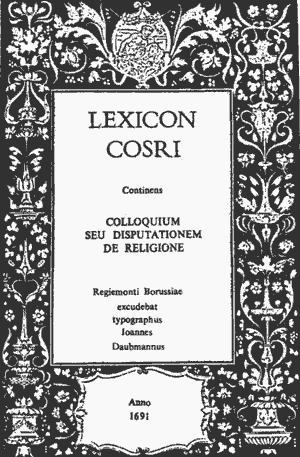 LEXICON
COSRI
Continens
COLLOQUIUM
SEU DISPUTATIONEM
DE RELIGIONE
Regiemonti Borussiae
excudebat
typographus
Ioannes
Daubmannus
Anno
1691